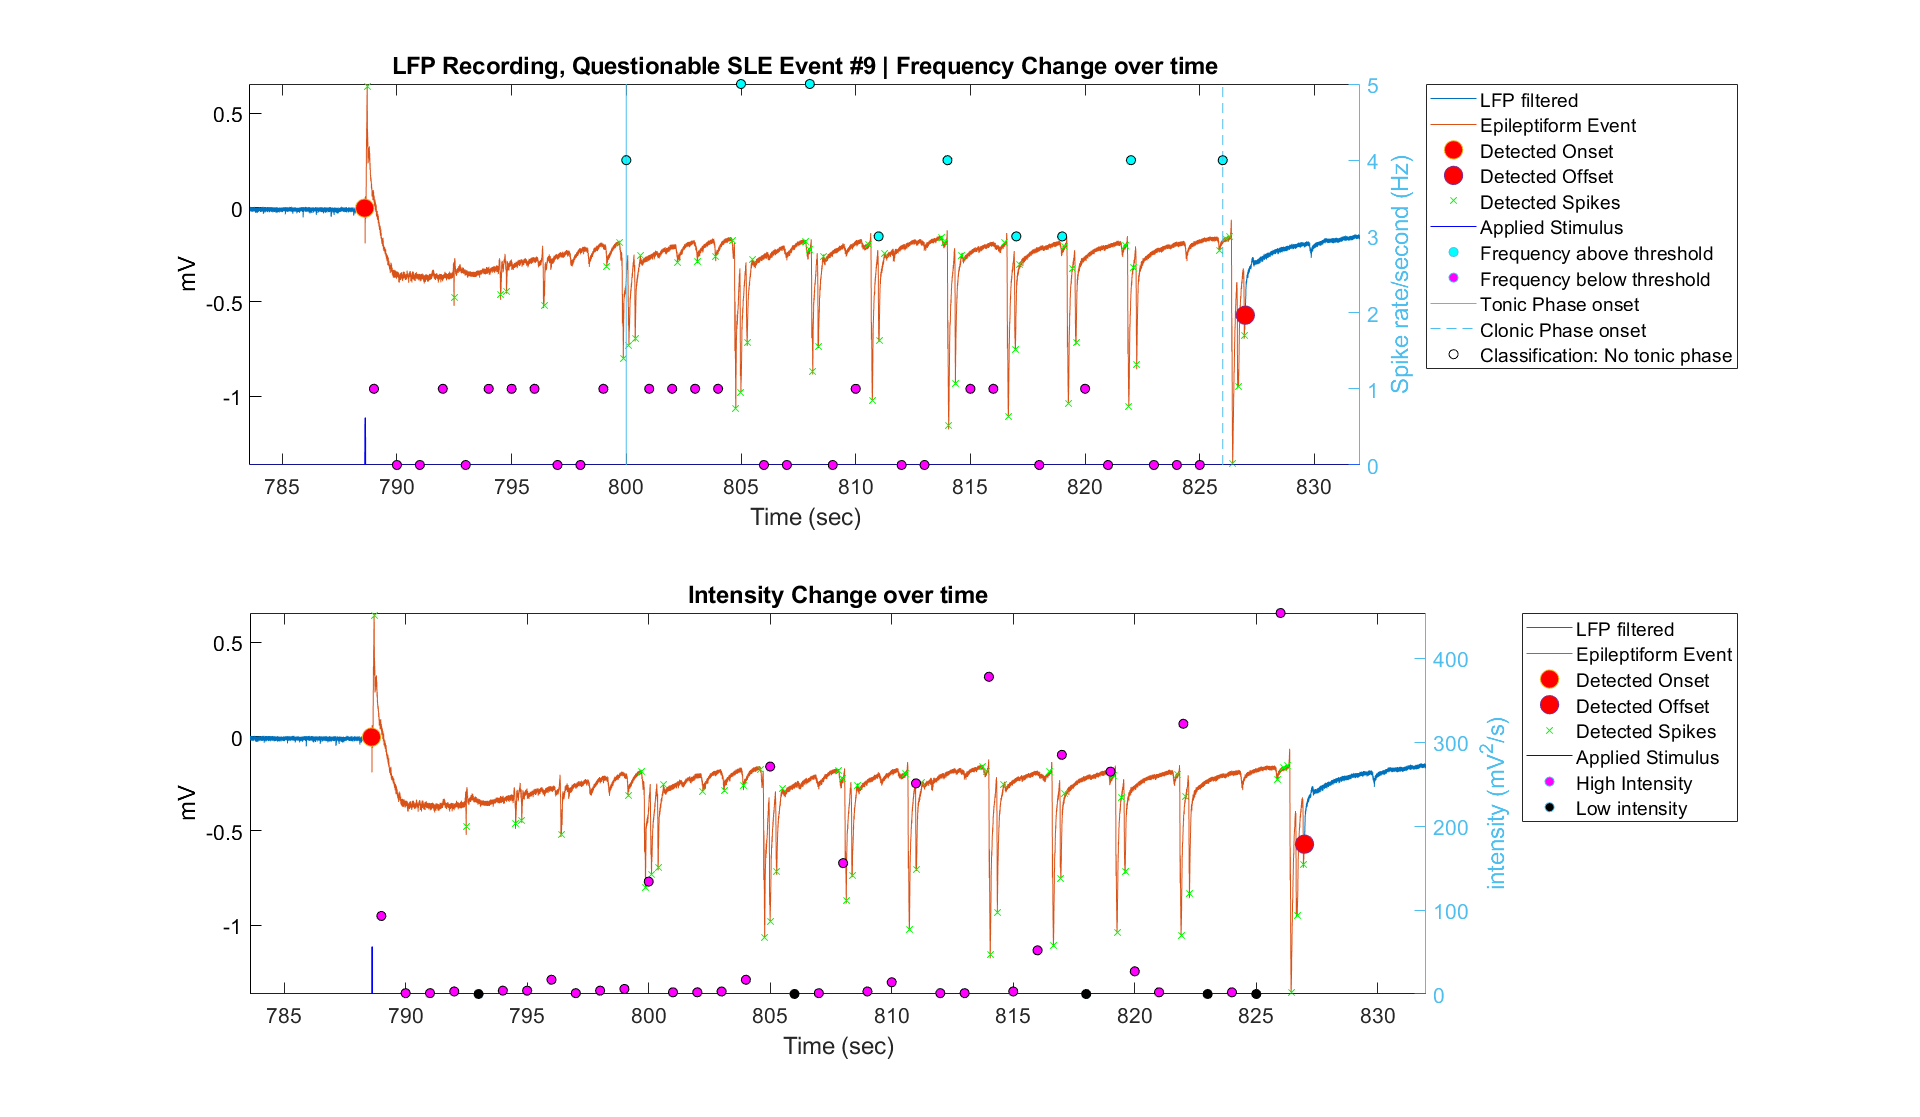 LFP Recording, Questionable SLE Event #9 | Frequency Change over time
0.5
0
-0.5
-1
mV
785
790
795
800
805
810
815
820
825
830
Time (sec)
5
4
3
2
1
0
Spike rate/second (Hz)
LFP filtered
Epileptiform Event
Detected Onset
Detected Offset
Detected Spikes
Applied Stimulus
Frequency above threshold
Frequency below threshold
Tonic Phase onset
Clonic Phase onset
Classification: No tonic phase
Intensity Change over time
0.5
0
-0.5
-1
mV
785
790
795
800
805
810
815
820
825
830
Time (sec)
400
300
200
100
0
intensity (mV²/s)
LFP filtered
Epileptiform Event
Detected Onset
Detected Offset
Detected Spikes
Applied Stimulus
High Intensity
Low intensity